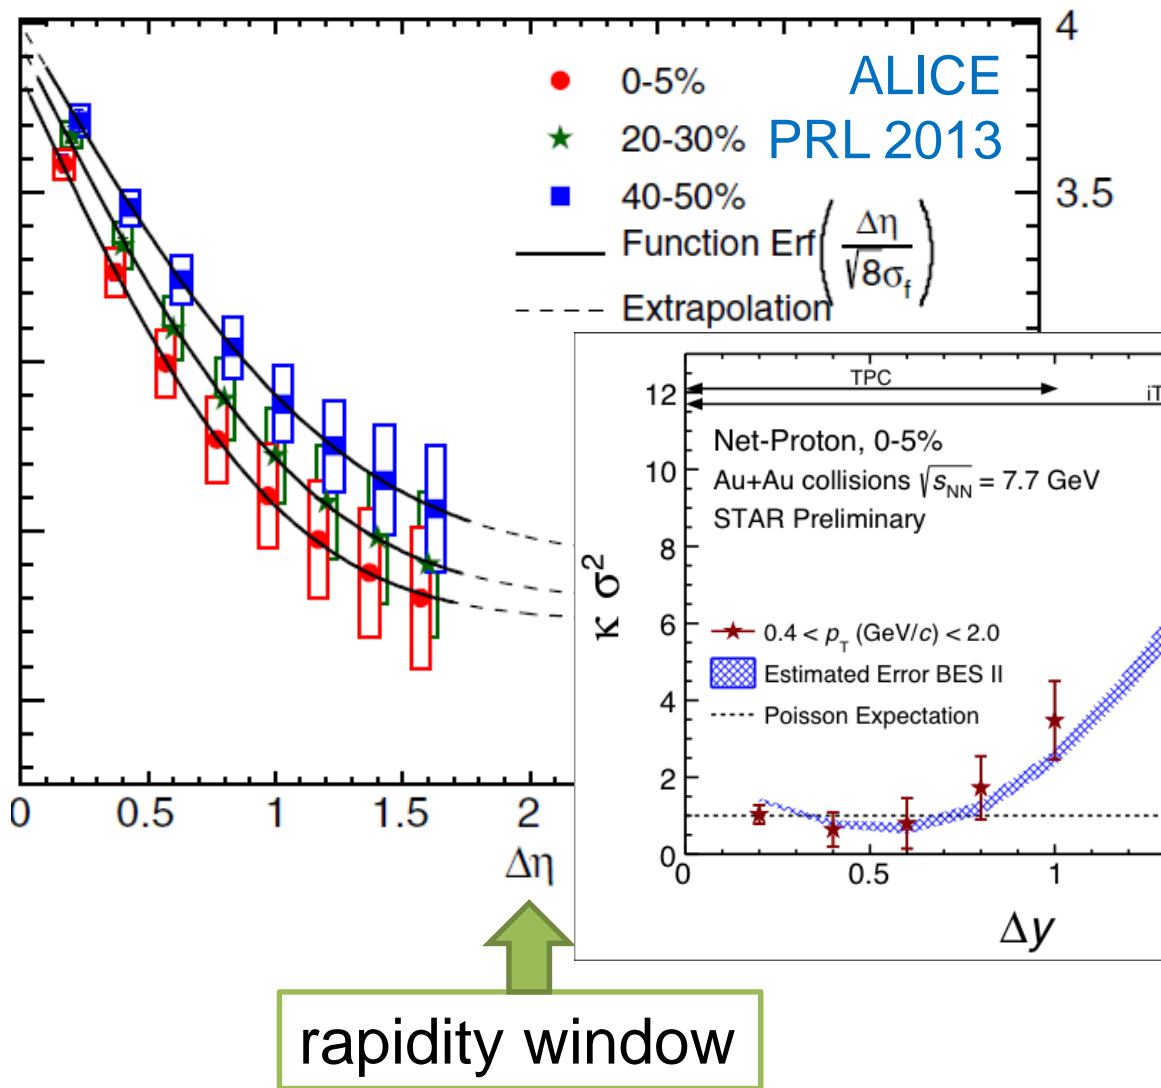 4
0-5%
ALICE
20-30%
PRL 2013
40-50%
3.5
Function Erf(Δη/√8σf)
Extrapolation
0 0.5 1 1.5 2
Δη
TPC
iT
12
10
8
6
4
2
0
Net-Proton, 0-5%
Au+Au collisions √sNN = 7.7 GeV
STAR Preliminary
κ σ²
0.4 < pT (GeV/c) < 2.0
Estimated Error BES II
Poisson Expectation
0 0.5 1
Δy
rapidity window